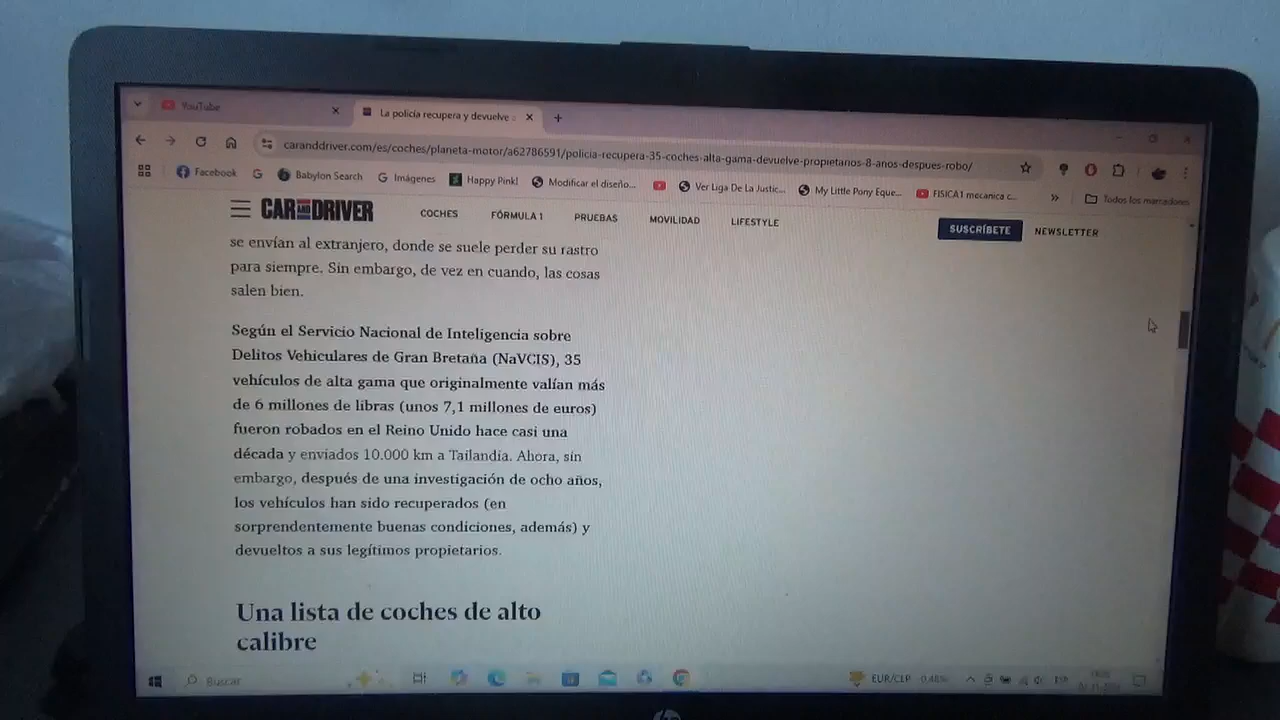 YouTube
La policía recupera y devuelve
caranddriver.com/es/coches/planeta-motor/a62786591/policia-recupera-35-coches-alta-gama-devuelve-propietarios-8-anos-despues-robo/
Facebook
Babylon Search
Imágenes
Happy Pink!
Modificar el diseño...
Ver Liga De La Justic...
My Little Pony Eque...
FISICA1 mecanica c...
Todos los marcadores
CAR AND DRIVER
COCHES
FÓRMULA 1
PRUEBAS
MOVILIDAD
LIFESTYLE
SUSCRÍBETE
NEWSLETTER
se envían al extranjero, donde se suele perder su rastro
para siempre. Sin embargo, de vez en cuando, las cosas
salen bien.
Según el Servicio Nacional de Inteligencia sobre
Delitos Vehiculares de Gran Bretaña (NaVCIS), 35
vehículos de alta gama que originalmente valían más
de 6 millones de libras (unos 7,1 millones de euros)
fueron robados en el Reino Unido hace casi una
década y enviados 10.000 km a Tailandia. Ahora, sin
embargo, después de una investigación de ocho años,
los vehículos han sido recuperados (en
sorprendentemente buenas condiciones, además) y
devueltos a sus legítimos propietarios.
Una lista de coches de alto
calibre
Buscar
EUR/CLP 0,48%
ESP
hp